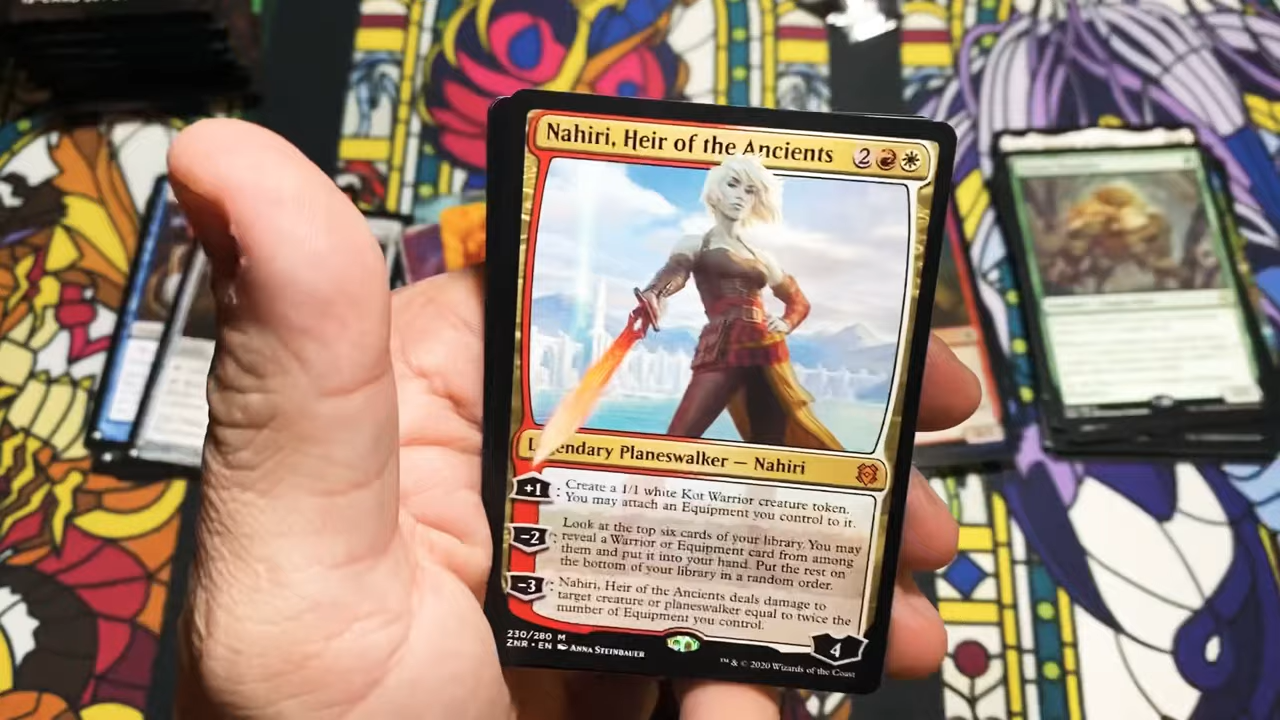 Nahiri, Heir of the Ancients 2
Legendary Planeswalker — Nahiri
+1 : Create a 1/1 white Kor Warrior creature token.
You may attach an Equipment you control to it.
−2 : Look at the top six cards of your library. You may
reveal a Warrior or Equipment card from among
them and put it into your hand. Put the rest on
the bottom of your library in a random order.
−3 : Nahiri, Heir of the Ancients deals damage to
target creature or planeswalker equal to twice the
number of Equipment you control.
230/280 M
ZNR • EN Anna Steinbauer
™ & © 2020 Wizards of the Coast
4